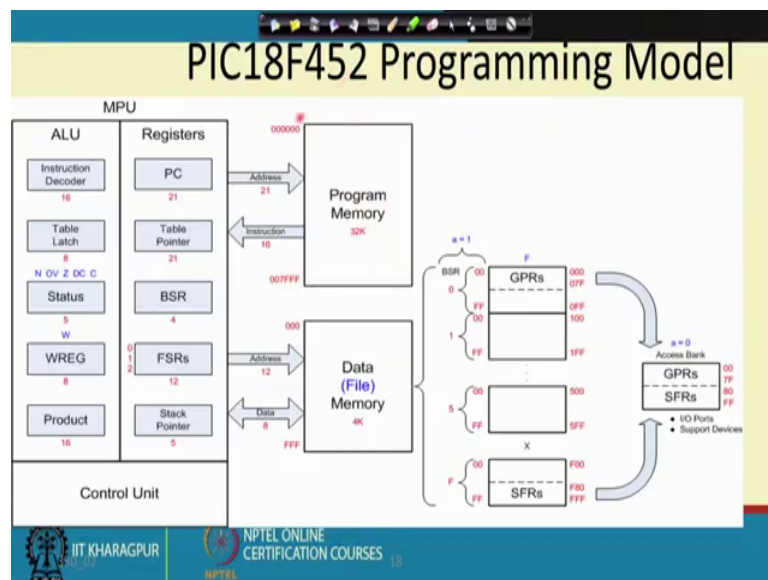 PIC18F452 Programming Model
MPU
ALU
Registers
Instruction
Decoder
16
PC
21
Table
Latch
8
Table
Pointer
21
N OV Z DC C
Status
5
BSR
4
W
WREG
8
0
1
2
FSRs
12
Product
16
Stack
Pointer
5
Control Unit
Address
21
Instruction
16
Address
12
Data
8
000000
Program
Memory
32K
007FFF
000
Data
(File)
Memory
4K
FFF
a = 1
BSR
F
0
00
FF
GPRs
000
07F
0FF
1
00
FF
100
1FF
5
00
FF
500
5FF
X
F
00
FF
SFRs
F00
F80
FFF
a=0
Access Bank
GPRs
SFRs
00
7F
80
FF
• I/O Ports
• Support Devices
IIT KHARAGPUR
NPTEL ONLINE
CERTIFICATION COURSES
NPTEL
18